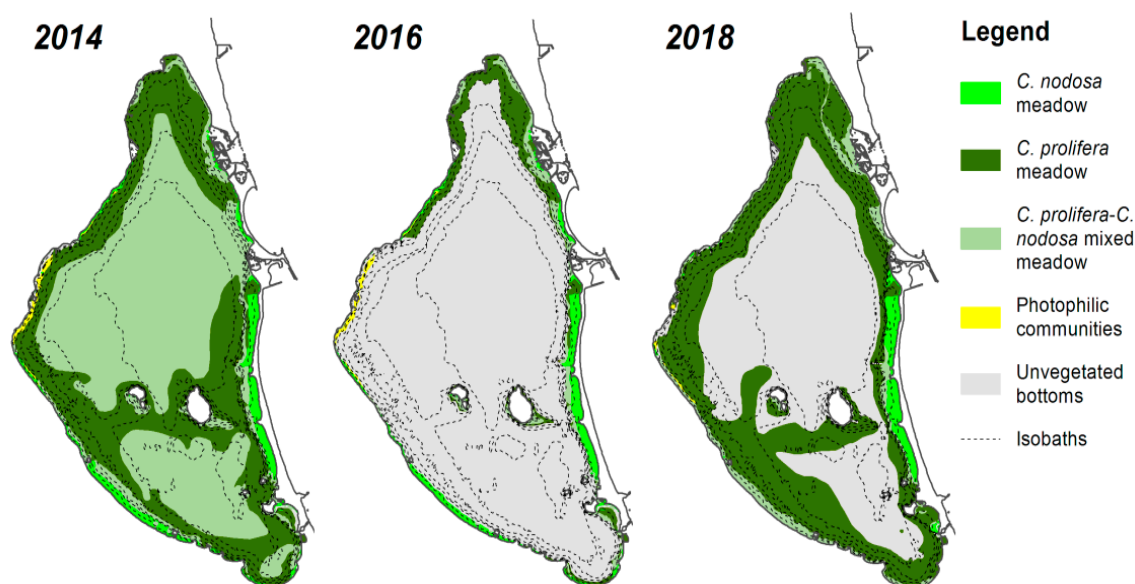 2014
2016
2018
Legend
C. nodosa
meadow
C. prolifera
meadow
C. prolifera-C.
nodosa mixed
meadow
Photophilic
communities
Unvegetated
bottoms
Isobaths